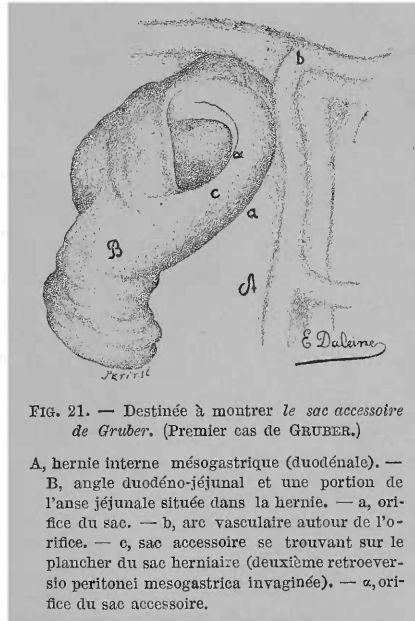 b
α
c
a
B
A
E Daleine
FIG. 21. — Destinée à montrer le sac accessoire
de Gruber. (Premier cas de GRUBER.)
A, hernie interne mésogastrique (duodénale). —
B, angle duodéno-jéjunal et une portion de
l'anse jéjunale située dans la hernie. — a, ori-
fice du sac. — b, arc vasculaire autour de l'o-
rifice. — c, sac accessoire se trouvant sur le
plancher du sac herniaire (deuxième retroever-
sio peritonei mesogastrica invaginée). — α, ori-
fice du sac accessoire.